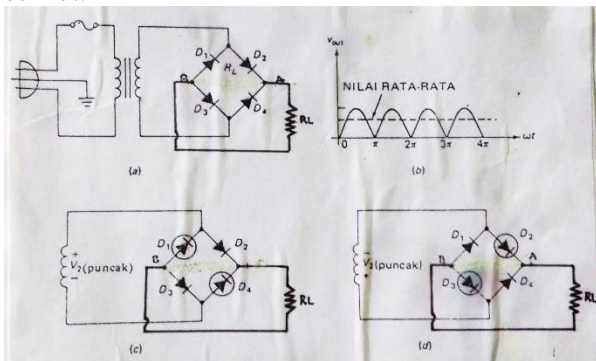 D1
D2
RL
B
A
D3
D4
RL
(a)
VOUT
NILAI RATA-RATA
0 π 2π 3π 4π ωt
(b)
D1
D2
+
V2(puncak)
−
B
D3
D4
RL
(c)
D1
D2
−
V2(puncak)
+
B
A
D3
D4
RL
(d)